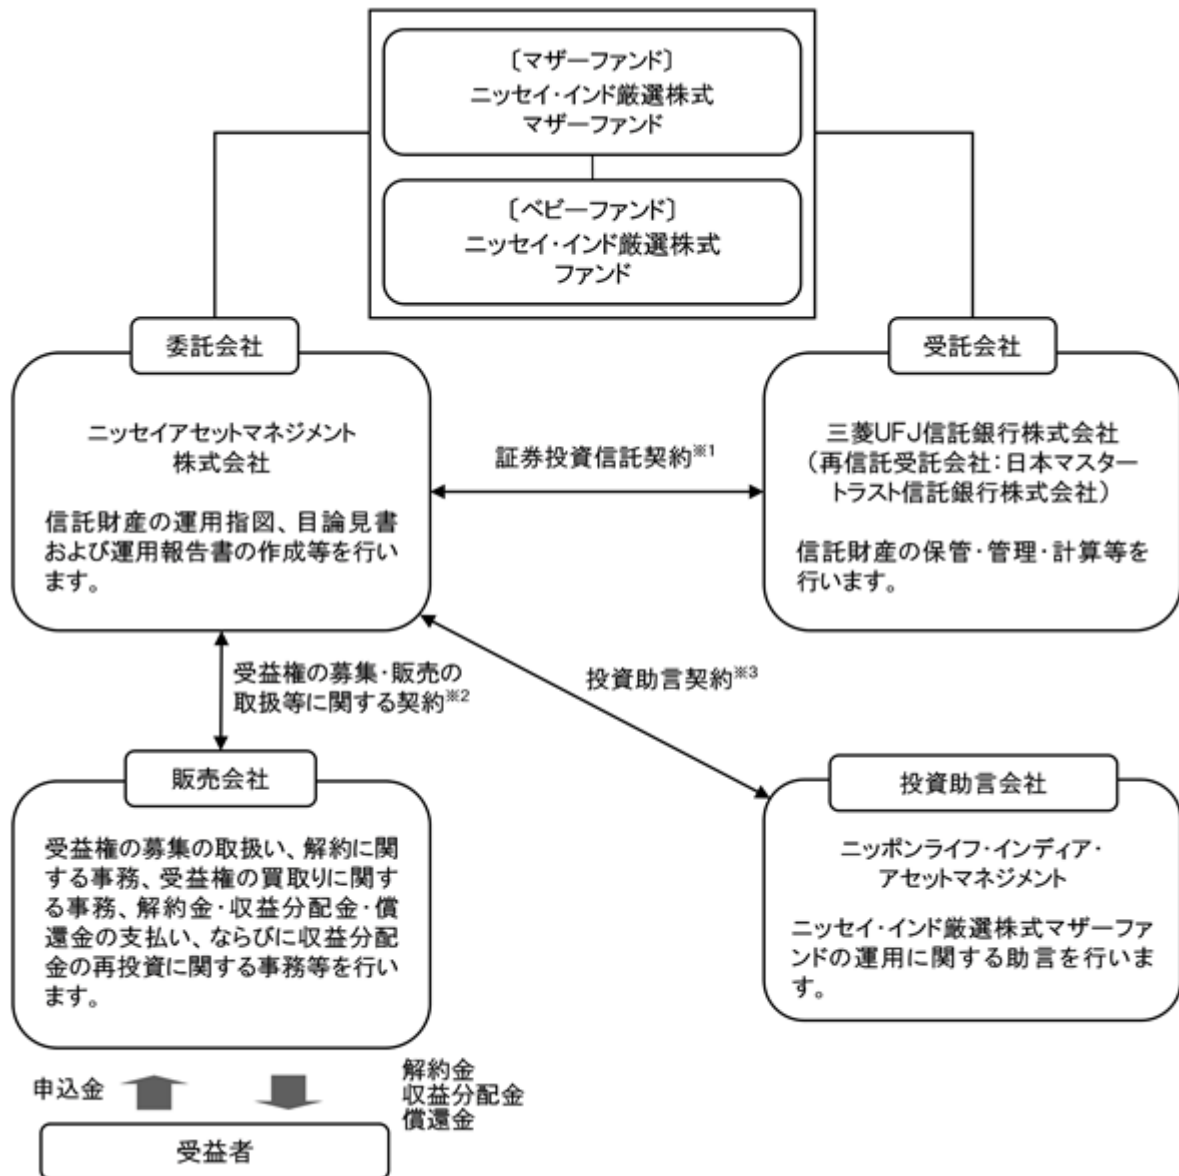 〔マザーファンド〕
ニッセイ・インド厳選株式
マザーファンド
〔ベビーファンド〕
ニッセイ・インド厳選株式
ファンド
委託会社
ニッセイアセットマネジメント
株式会社
信託財産の運用指図、目論見書
および運用報告書の作成等を行い
ます。
証券投資信託契約※1
受託会社
三菱UFJ信託銀行株式会社
（再信託受託会社：日本マスター
トラスト信託銀行株式会社）
信託財産の保管・管理・計算等を
行います。
受益権の募集・販売の
取扱等に関する契約※2
投資助言契約※3
販売会社
受益権の募集の取扱い、解約に関
する事務、受益権の買取りに関す
る事務、解約金・収益分配金・償
還金の支払い、ならびに収益分配
金の再投資に関する事務等を行い
ます。
投資助言会社
ニッポンライフ・インディア・
アセットマネジメント
ニッセイ・インド厳選株式マザーファ
ンドの運用に関する助言を行いま
す。
申込金
解約金
収益分配金
償還金
受益者